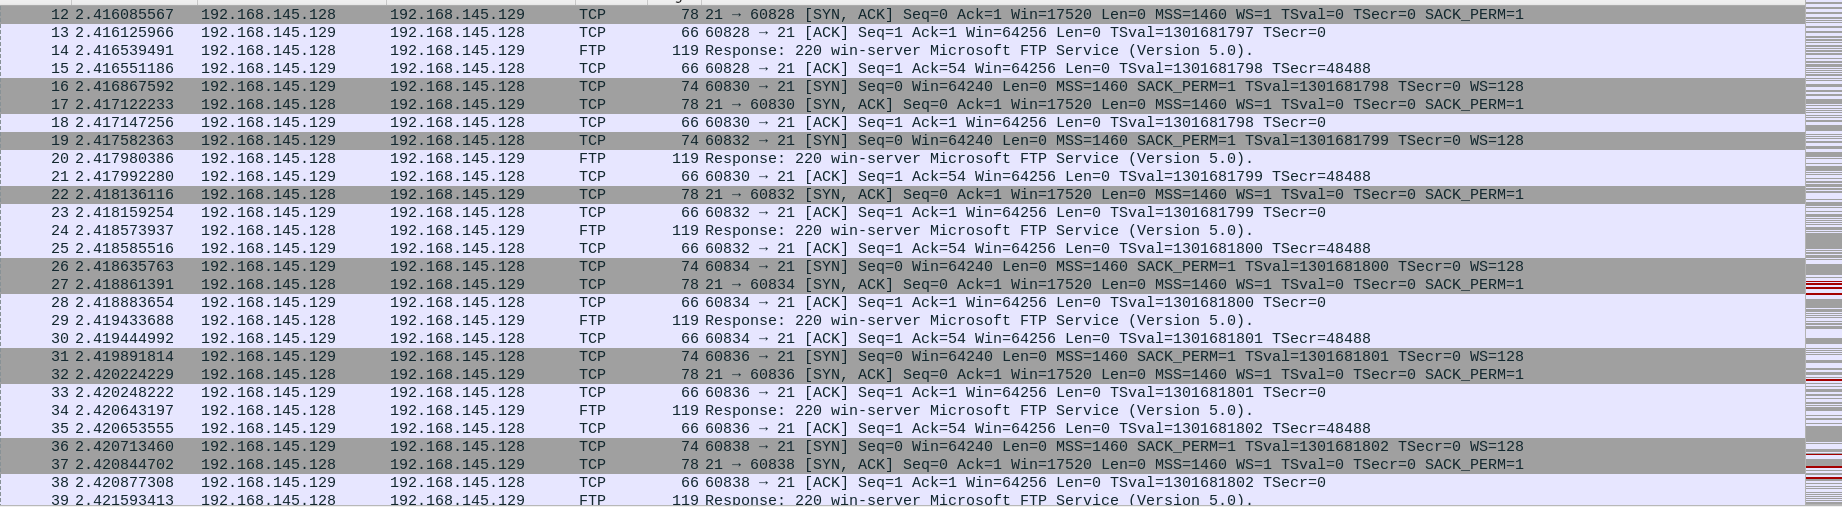 12 2.416085567 192.168.145.128 192.168.145.129 TCP 78 21 → 60828 [SYN, ACK] Seq=0 Ack=1 Win=17520 Len=0 MSS=1460 WS=1 TSval=0 TSecr=0 SACK_PERM=1
13 2.416125966 192.168.145.129 192.168.145.128 TCP 66 60828 → 21 [ACK] Seq=1 Ack=1 Win=64256 Len=0 TSval=1301681797 TSecr=0
14 2.416539491 192.168.145.128 192.168.145.129 FTP 119 Response: 220 win-server Microsoft FTP Service (Version 5.0).
15 2.416551186 192.168.145.129 192.168.145.128 TCP 66 60828 → 21 [ACK] Seq=1 Ack=54 Win=64256 Len=0 TSval=1301681798 TSecr=48488
16 2.416867592 192.168.145.129 192.168.145.128 TCP 74 60830 → 21 [SYN] Seq=0 Win=64240 Len=0 MSS=1460 SACK_PERM=1 TSval=1301681798 TSecr=0 WS=128
17 2.417122233 192.168.145.128 192.168.145.129 TCP 78 21 → 60830 [SYN, ACK] Seq=0 Ack=1 Win=17520 Len=0 MSS=1460 WS=1 TSval=0 TSecr=0 SACK_PERM=1
18 2.417147256 192.168.145.129 192.168.145.128 TCP 66 60830 → 21 [ACK] Seq=1 Ack=1 Win=64256 Len=0 TSval=1301681798 TSecr=0
19 2.417582363 192.168.145.129 192.168.145.128 TCP 74 60832 → 21 [SYN] Seq=0 Win=64240 Len=0 MSS=1460 SACK_PERM=1 TSval=1301681799 TSecr=0 WS=128
20 2.417980386 192.168.145.128 192.168.145.129 FTP 119 Response: 220 win-server Microsoft FTP Service (Version 5.0).
21 2.417992280 192.168.145.129 192.168.145.128 TCP 66 60830 → 21 [ACK] Seq=1 Ack=54 Win=64256 Len=0 TSval=1301681799 TSecr=48488
22 2.418136116 192.168.145.128 192.168.145.129 TCP 78 21 → 60832 [SYN, ACK] Seq=0 Ack=1 Win=17520 Len=0 MSS=1460 WS=1 TSval=0 TSecr=0 SACK_PERM=1
23 2.418159254 192.168.145.129 192.168.145.128 TCP 66 60832 → 21 [ACK] Seq=1 Ack=1 Win=64256 Len=0 TSval=1301681799 TSecr=0
24 2.418573937 192.168.145.128 192.168.145.129 FTP 119 Response: 220 win-server Microsoft FTP Service (Version 5.0).
25 2.418585516 192.168.145.129 192.168.145.128 TCP 66 60832 → 21 [ACK] Seq=1 Ack=54 Win=64256 Len=0 TSval=1301681800 TSecr=48488
26 2.418635763 192.168.145.129 192.168.145.128 TCP 74 60834 → 21 [SYN] Seq=0 Win=64240 Len=0 MSS=1460 SACK_PERM=1 TSval=1301681800 TSecr=0 WS=128
27 2.418861391 192.168.145.128 192.168.145.129 TCP 78 21 → 60834 [SYN, ACK] Seq=0 Ack=1 Win=17520 Len=0 MSS=1460 WS=1 TSval=0 TSecr=0 SACK_PERM=1
28 2.418883654 192.168.145.129 192.168.145.128 TCP 66 60834 → 21 [ACK] Seq=1 Ack=1 Win=64256 Len=0 TSval=1301681800 TSecr=0
29 2.419433688 192.168.145.128 192.168.145.129 FTP 119 Response: 220 win-server Microsoft FTP Service (Version 5.0).
30 2.419444992 192.168.145.129 192.168.145.128 TCP 66 60834 → 21 [ACK] Seq=1 Ack=54 Win=64256 Len=0 TSval=1301681801 TSecr=48488
31 2.419891814 192.168.145.129 192.168.145.128 TCP 74 60836 → 21 [SYN] Seq=0 Win=64240 Len=0 MSS=1460 SACK_PERM=1 TSval=1301681801 TSecr=0 WS=128
32 2.420224229 192.168.145.128 192.168.145.129 TCP 78 21 → 60836 [SYN, ACK] Seq=0 Ack=1 Win=17520 Len=0 MSS=1460 WS=1 TSval=0 TSecr=0 SACK_PERM=1
33 2.420248222 192.168.145.129 192.168.145.128 TCP 66 60836 → 21 [ACK] Seq=1 Ack=1 Win=64256 Len=0 TSval=1301681801 TSecr=0
34 2.420643197 192.168.145.128 192.168.145.129 FTP 119 Response: 220 win-server Microsoft FTP Service (Version 5.0).
35 2.420653555 192.168.145.129 192.168.145.128 TCP 66 60836 → 21 [ACK] Seq=1 Ack=54 Win=64256 Len=0 TSval=1301681802 TSecr=48488
36 2.420713460 192.168.145.129 192.168.145.128 TCP 74 60838 → 21 [SYN] Seq=0 Win=64240 Len=0 MSS=1460 SACK_PERM=1 TSval=1301681802 TSecr=0 WS=128
37 2.420844702 192.168.145.128 192.168.145.129 TCP 78 21 → 60838 [SYN, ACK] Seq=0 Ack=1 Win=17520 Len=0 MSS=1460 WS=1 TSval=0 TSecr=0 SACK_PERM=1
38 2.420877308 192.168.145.129 192.168.145.128 TCP 66 60838 → 21 [ACK] Seq=1 Ack=1 Win=64256 Len=0 TSval=1301681802 TSecr=0
39 2.421593413 192.168.145.128 192.168.145.129 FTP 119 Response: 220 win-server Microsoft FTP Service (Version 5.0).